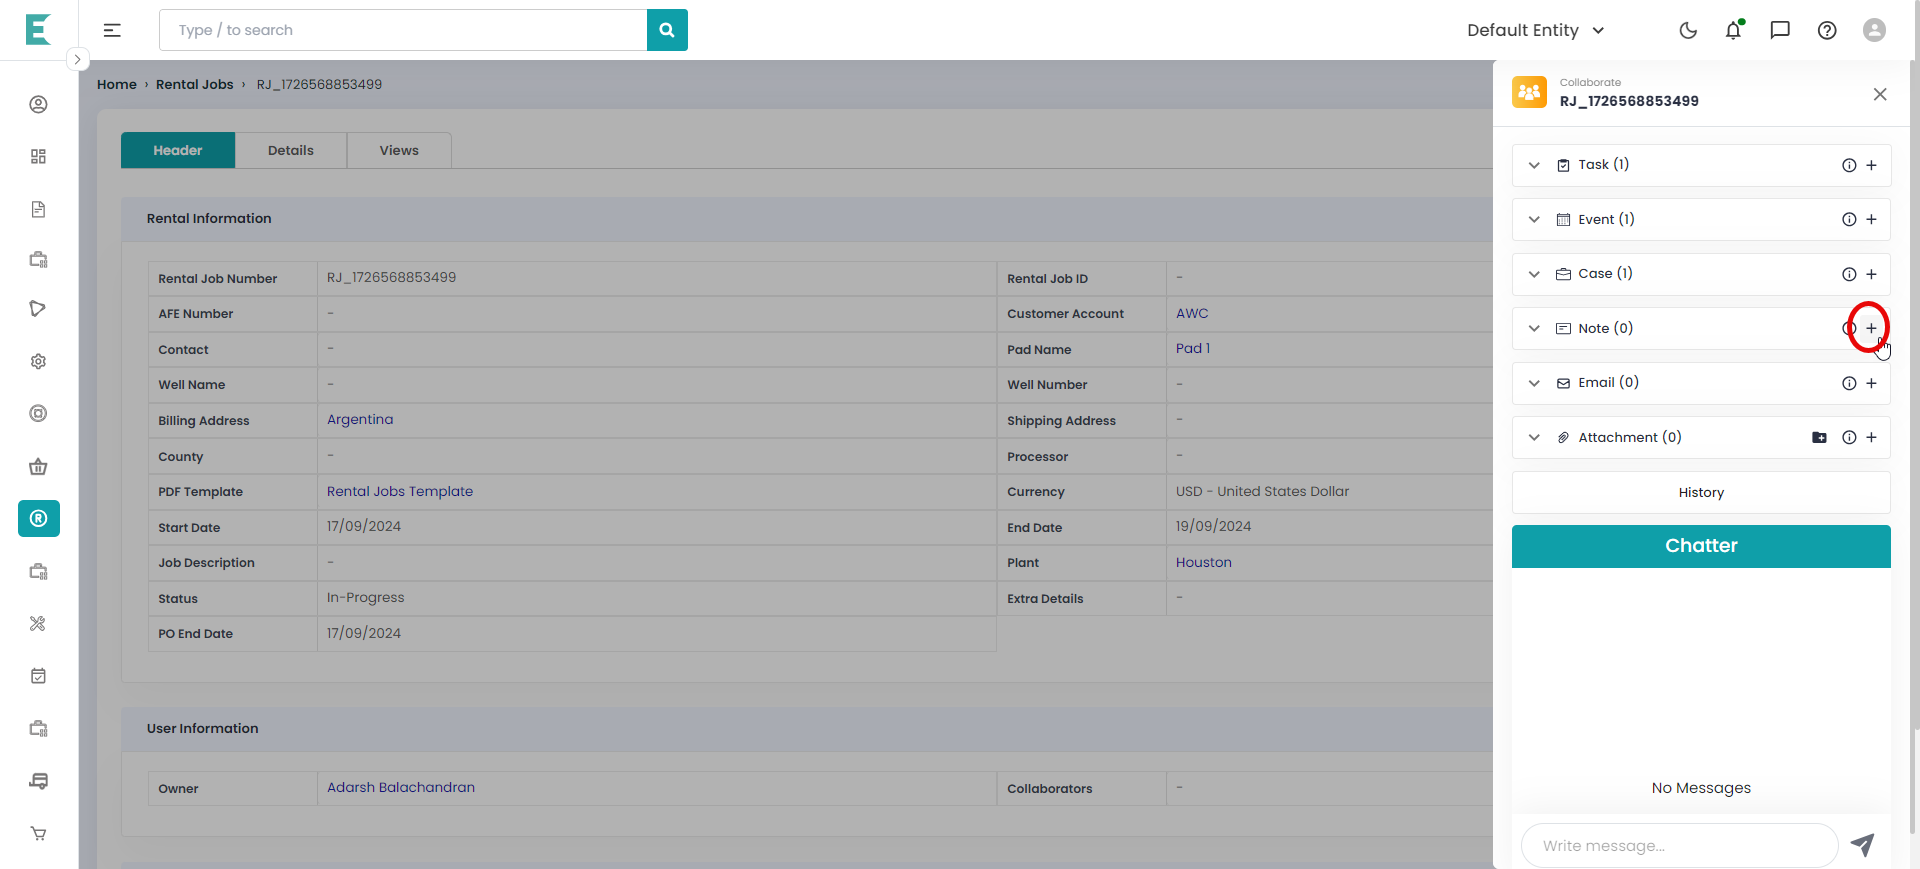 E
Type / to search
Default Entity
Home › Rental Jobs › RJ_1726568853499
Header Details Views
Rental Information
Rental Job Number RJ_1726568853499 Rental Job ID -
AFE Number - Customer Account AWC
Contact - Pad Name Pad 1
Well Name - Well Number -
Billing Address Argentina Shipping Address -
County - Processor -
PDF Template Rental Jobs Template Currency USD - United States Dollar
Start Date 17/09/2024 End Date 19/09/2024
Job Description - Plant Houston
Status In-Progress Extra Details -
PO End Date 17/09/2024
User Information
Owner Adarsh Balachandran Collaborators -
Collaborate
RJ_1726568853499
Task (1)
Event (1)
Case (1)
Note (0)
Email (0)
Attachment (0)
History
Chatter
No Messages
Write message...